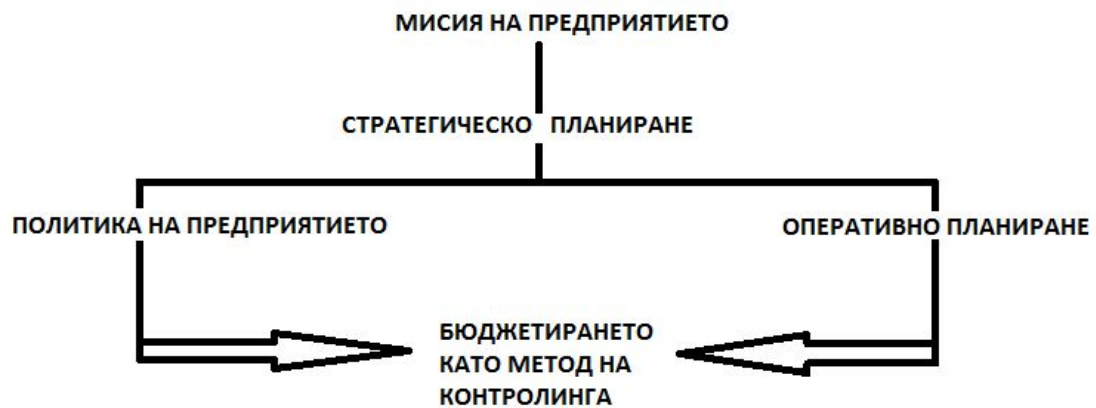 МИСИЯ НА ПРЕДПРИЯТИЕТО
СТРАТЕГИЧЕСКО ПЛАНИРАНЕ
ПОЛИТИКА НА ПРЕДПРИЯТИЕТО
ОПЕРАТИВНО ПЛАНИРАНЕ
БЮДЖЕТИРАНЕТО
КАТО МЕТОД НА
КОНТРОЛИНГА